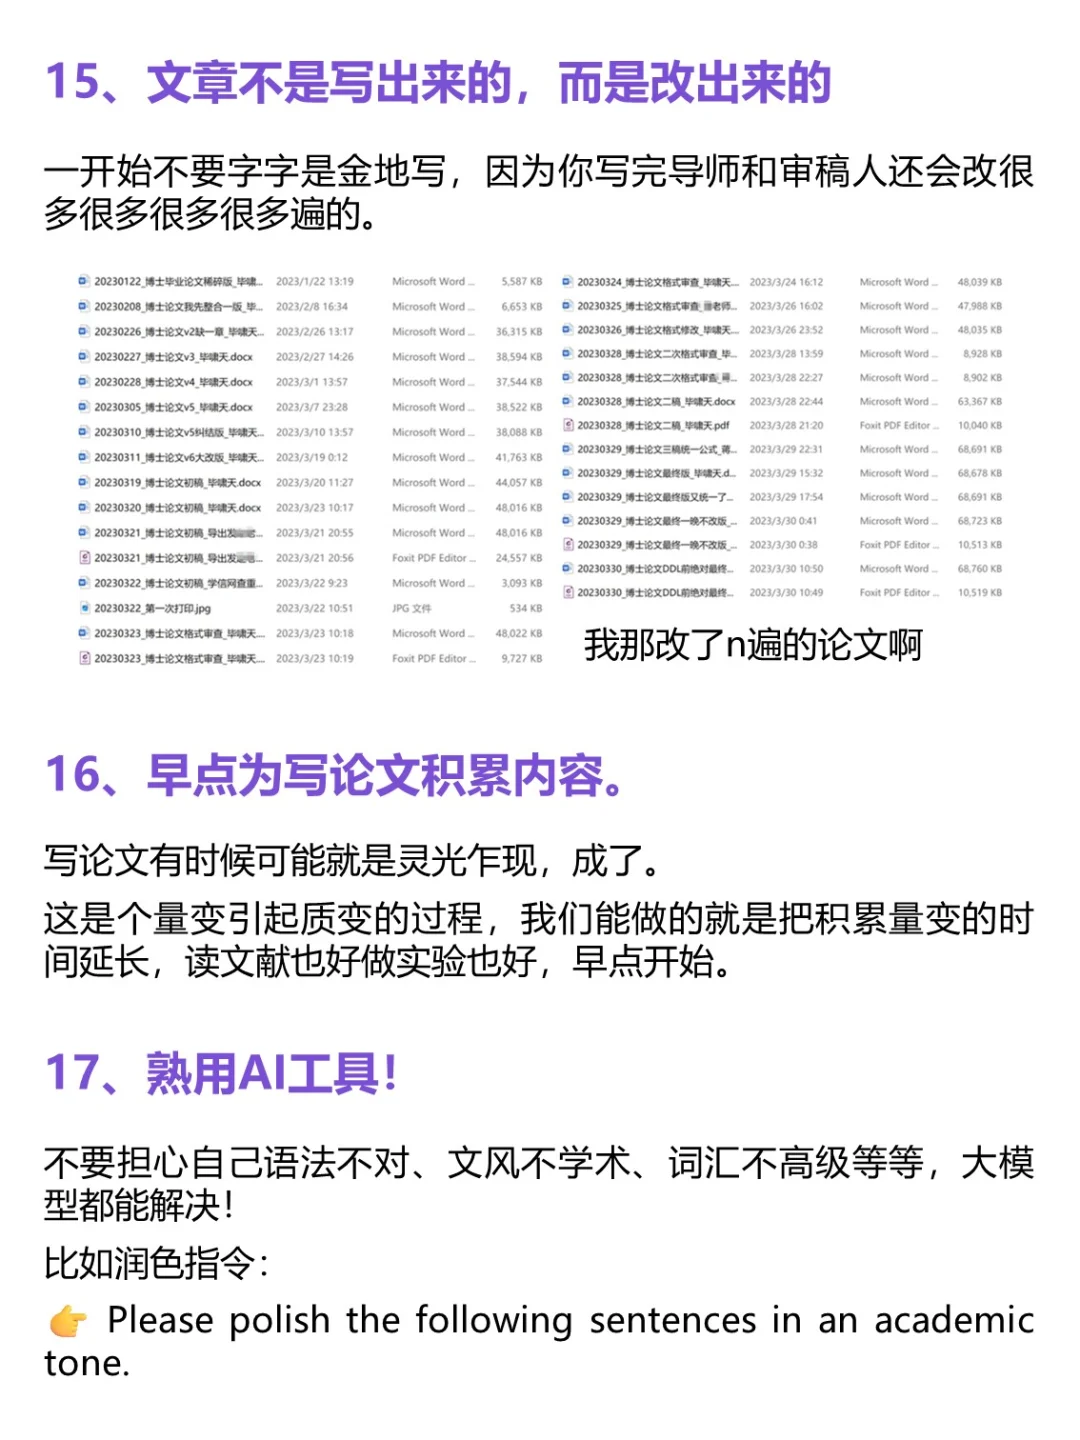 15、文章不是写出来的，而是改出来的
一开始不要字字是金地写，因为你写完导师和审稿人还会改很
多很多很多很多遍的。
20230122_博士毕业论文稀碎版_毕啸... 2023/1/22 13:19 Microsoft Word ... 5,587 KB
20230208_博士论文我先整合一版_毕... 2023/2/8 16:34 Microsoft Word ... 6,653 KB
20230226_博士论文v2缺一章_毕啸天... 2023/2/26 13:17 Microsoft Word ... 36,315 KB
20230227_博士论文v3_毕啸天.docx 2023/2/27 14:26 Microsoft Word ... 38,594 KB
20230228_博士论文v4_毕啸天.docx 2023/3/1 13:57 Microsoft Word ... 37,544 KB
20230305_博士论文v5_毕啸天.docx 2023/3/7 23:28 Microsoft Word ... 38,522 KB
20230310_博士论文v5纠结版_毕啸天... 2023/3/10 13:57 Microsoft Word ... 38,088 KB
20230311_博士论文v6大改版_毕啸天... 2023/3/19 0:12 Microsoft Word ... 41,763 KB
20230319_博士论文初稿_毕啸天.docx 2023/3/20 11:27 Microsoft Word ... 44,057 KB
20230320_博士论文初稿_毕啸天.docx 2023/3/23 10:17 Microsoft Word ... 48,016 KB
20230321_博士论文初稿_导出发... 2023/3/21 20:55 Microsoft Word ... 48,016 KB
20230321_博士论文初稿_导出发... 2023/3/21 20:56 Foxit PDF Editor ... 24,557 KB
20230322_博士论文初稿_学信网查重... 2023/3/22 9:23 Microsoft Word ... 3,093 KB
20230322_第一次打印.jpg 2023/3/22 10:51 JPG 文件 534 KB
20230323_博士论文格式审查_毕啸天.... 2023/3/23 10:18 Microsoft Word ... 48,022 KB
20230323_博士论文格式审查_毕啸天.... 2023/3/23 10:19 Foxit PDF Editor ... 9,727 KB
20230324_博士论文格式审查_毕啸天... 2023/3/24 16:12 Microsoft Word ... 48,039 KB
20230325_博士论文格式审查_老师... 2023/3/26 16:02 Microsoft Word ... 47,988 KB
20230326_博士论文格式修改_毕啸天... 2023/3/26 23:52 Microsoft Word ... 48,035 KB
20230328_博士论文二次格式审查_毕... 2023/3/28 13:59 Microsoft Word ... 8,928 KB
20230328_博士论文二次格式审查_... 2023/3/28 22:27 Microsoft Word ... 8,902 KB
20230328_博士论文二稿_毕啸天.docx 2023/3/28 22:44 Microsoft Word ... 63,367 KB
20230328_博士论文二稿_毕啸天.pdf 2023/3/28 21:20 Foxit PDF Editor ... 10,040 KB
20230329_博士论文三稿统一公式_蒋... 2023/3/29 22:31 Microsoft Word ... 68,691 KB
20230329_博士论文最终版_毕啸天.d... 2023/3/29 15:32 Microsoft Word ... 68,678 KB
20230329_博士论文最终版又统一了... 2023/3/29 17:54 Microsoft Word ... 68,691 KB
20230329_博士论文最终一晚不改版_... 2023/3/30 0:41 Microsoft Word ... 68,723 KB
20230329_博士论文最终一晚不改版_... 2023/3/30 0:38 Foxit PDF Editor ... 10,513 KB
20230330_博士论文DDL前绝对最终... 2023/3/30 10:50 Microsoft Word ... 68,760 KB
20230330_博士论文DDL前绝对最终... 2023/3/30 10:49 Foxit PDF Editor ... 10,519 KB
我那改了n遍的论文啊
16、早点为写论文积累内容。
写论文有时候可能就是灵光乍现，成了。
这是个量变引起质变的过程，我们能做的就是把积累量变的时
间延长，读文献也好做实验也好，早点开始。
17、熟用AI工具！
不要担心自己语法不对、文风不学术、词汇不高级等等，大模
型都能解决！
比如润色指令：
👉 Please polish the following sentences in an academic
tone.